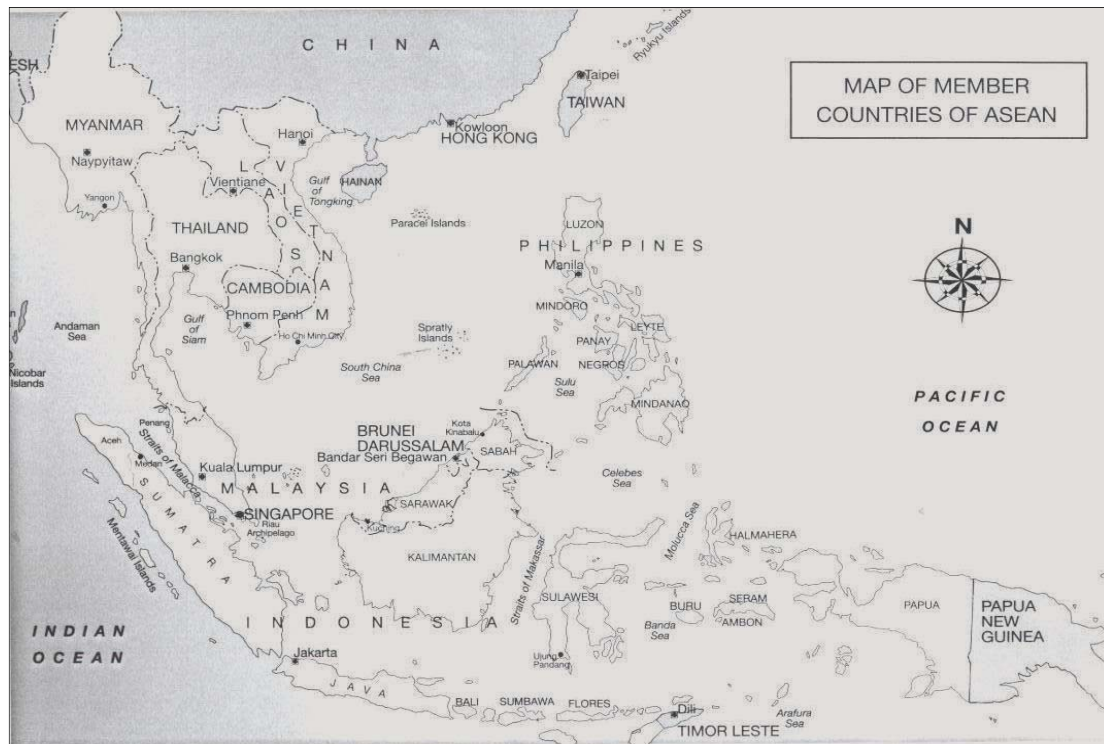 CHINA
Ryukyu Islands
ESH
Taipei
TAIWAN
MAP OF MEMBER
COUNTRIES OF ASEAN
MYANMAR
Naypyitaw
Yangon
Hanoi
Kowloon
HONG KONG
LAOS
VIETNAM
Vientiane
Gulf
of
Tongking
HAINAN
Paracel Islands
THAILAND
Bangkok
CAMBODIA
Phnom Penh
Ho Chi Minh City
Gulf
of
Siam
Andaman
Sea
Nicobar
Islands
LUZON
PHILIPPINES
Manila
MINDORO
LEYTE
PANAY
PALAWAN
NEGROS
Sulu
Sea
MINDANAO
Spratly
Islands
South China
Sea
N
PACIFIC
OCEAN
Penang
Aceh
Medan
Straits of Malacca
Kuala Lumpur
MALAYSIA
SINGAPORE
Riau
Archipelago
SUMATRA
Mentawai Islands
BRUNEI
DARUSSALAM
Bandar Seri Begawan
Kota
Kinabalu
SABAH
SARAWAK
Kuching
KALIMANTAN
Celebes
Sea
Straits of Makassar
Molucca Sea
HALMAHERA
SULAWESI
BURU
SERAM
AMBON
Banda
Sea
PAPUA
PAPUA
NEW
GUINEA
INDONESIA
INDIAN
OCEAN
Jakarta
JAVA
Ujung
Pandang
BALI
SUMBAWA
FLORES
Dili
TIMOR LESTE
Arafura
Sea